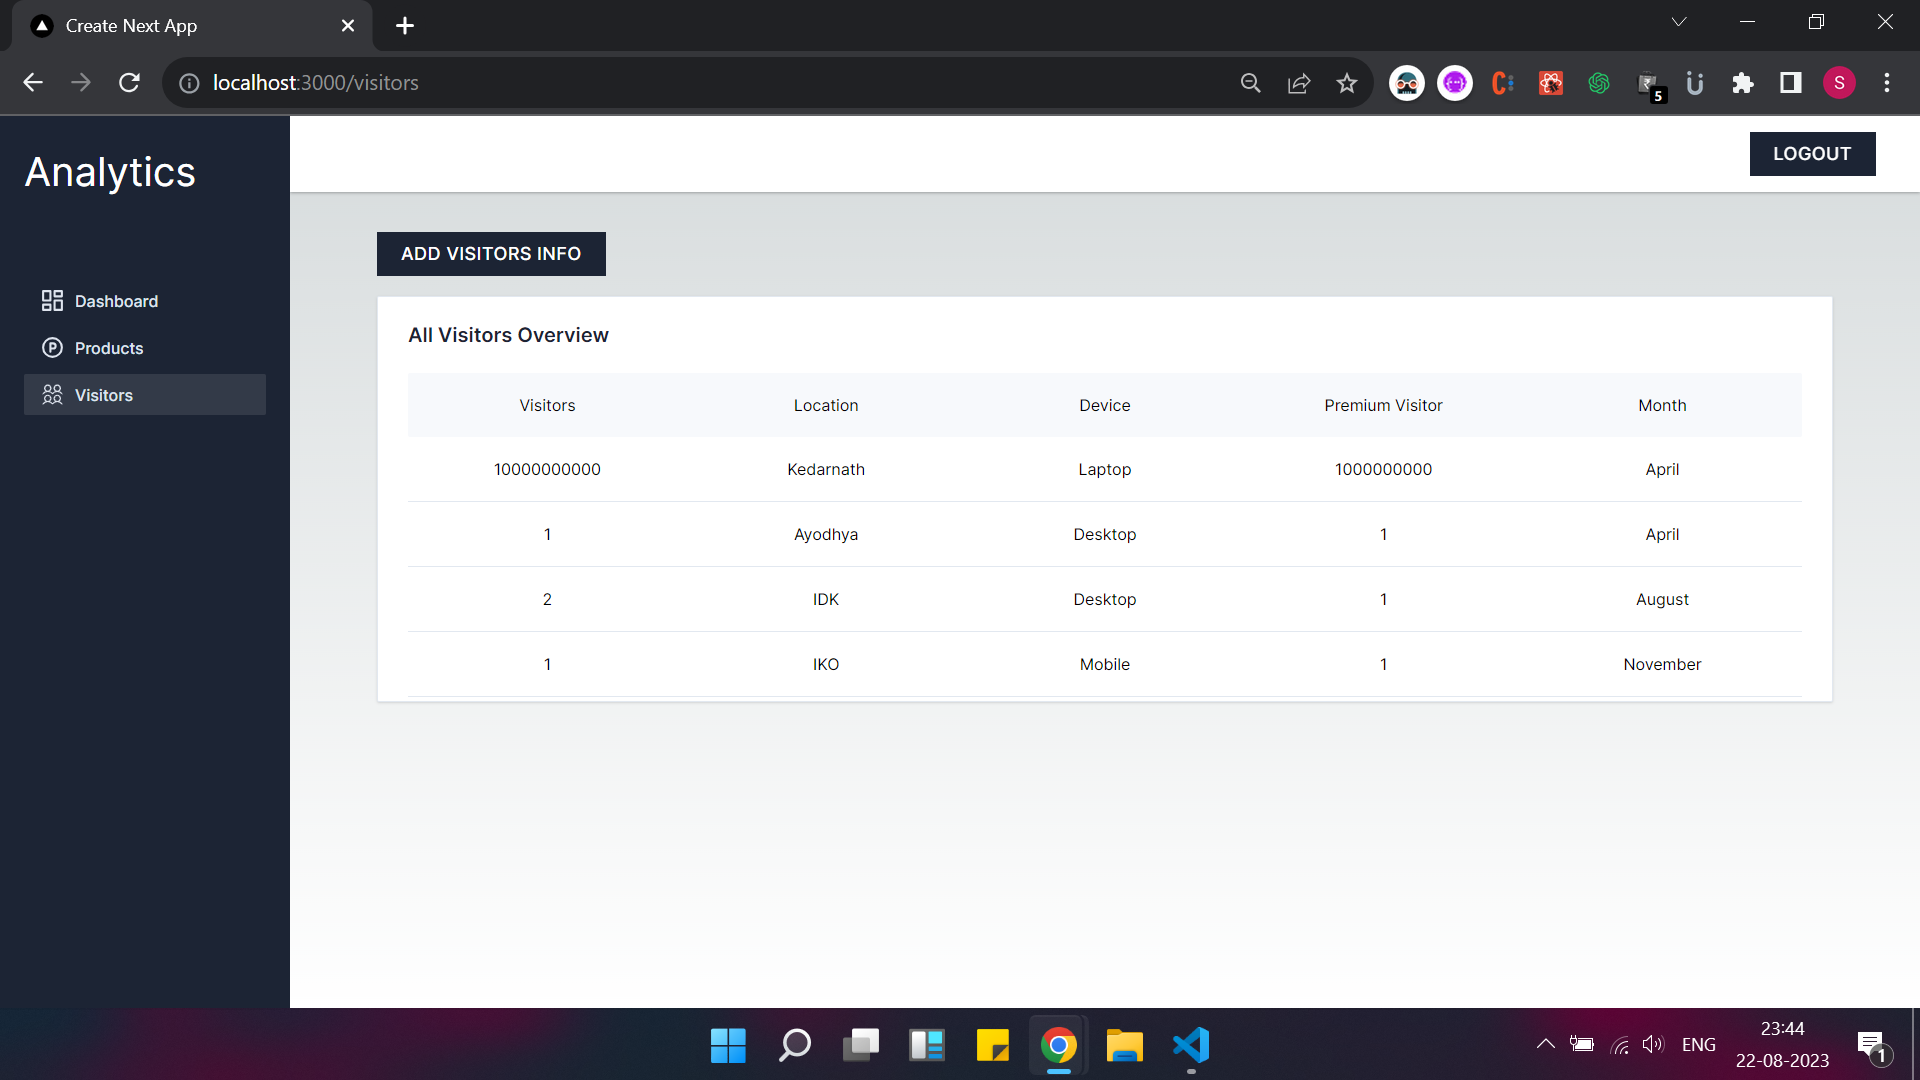 Create Next App
localhost:3000/visitors
5
S
Analytics
LOGOUT
Dashboard
Products
Visitors
ADD VISITORS INFO
All Visitors Overview
Visitors Location Device Premium Visitor Month
10000000000 Kedarnath Laptop 1000000000 April
1 Ayodhya Desktop 1 April
2 IDK Desktop 1 August
1 IKO Mobile 1 November
ENG
23:44
22-08-2023
1